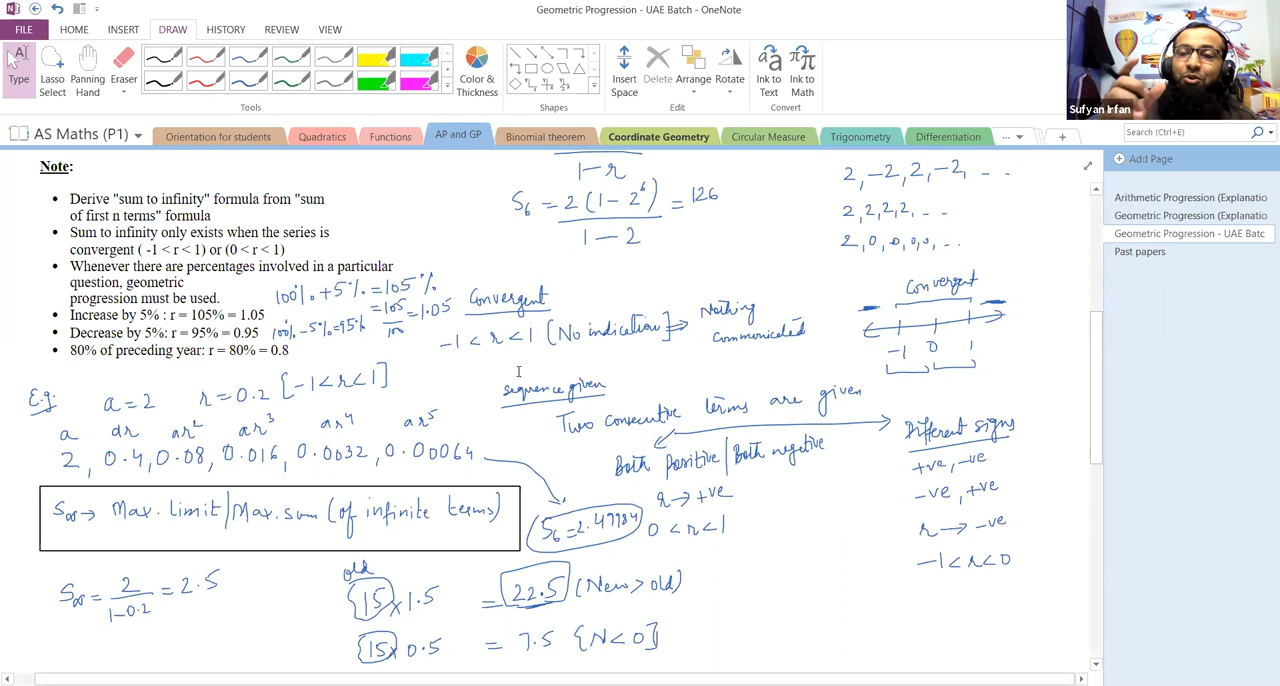 Geometric Progression - UAE Batch - OneNote
FILE HOME INSERT DRAW HISTORY REVIEW VIEW
Type
Lasso Select
Panning Hand
Eraser
Color & Thickness
Insert Space
Delete
Arrange
Rotate
Ink to Text
Ink to Math
Tools
Shapes
Edit
Convert
Sufyan Irfan
AS Maths (P1)
Orientation for students
Quadratics
Functions
AP and GP
Binomial theorem
Coordinate Geometry
Circular Measure
Trigonometry
Differentiation
Search (Ctrl+E)
Add Page
Arithmetic Progression (Explanatio
Geometric Progression (Explanatio
Geometric Progression - UAE Batc
Past papers
Note:
• Derive "sum to infinity" formula from "sum
of first n terms" formula
• Sum to infinity only exists when the series is
convergent ( -1 < r < 1) or (0 < r < 1)
• Whenever there are percentages involved in a particular
question, geometric
progression must be used.
• Increase by 5% : r = 105% = 1.05
• Decrease by 5%: r = 95% = 0.95
• 80% of preceding year: r = 80% = 0.8
100% + 5% = 105%
= 105/100 = 1.05
100% - 5% = 95%
1 - r
S6 = 2(1 - 2^6) = 126
1 - 2
2, -2, 2, -2, - - -
2, 2, 2, 2, - - -
2, 0, 0, 0, 0, - - -
Convergent
-1 < r < 1 [No indication] ⇒ Nothing communicated
Convergent
-1 0 1
E.g:
a = 2 r = 0.2 [-1 < r < 1]
a ar ar^2 ar^3 ar^4 ar^5
2, 0.4, 0.08, 0.016, 0.0032, 0.00064
sequence given
Two consecutive terms are given
Both positive / Both negative
r → +ve
0 < r < 1
Different signs
+ve, -ve
-ve, +ve
r → -ve
-1 < r < 0
S∞ → Max. limit / Max. sum (of infinite terms)
S6 = 2.49984
S∞ = 2/(1-0.2) = 2.5
old
15 × 1.5 = 22.5 (New > old)
15 × 0.5 = 7.5 {N < O]